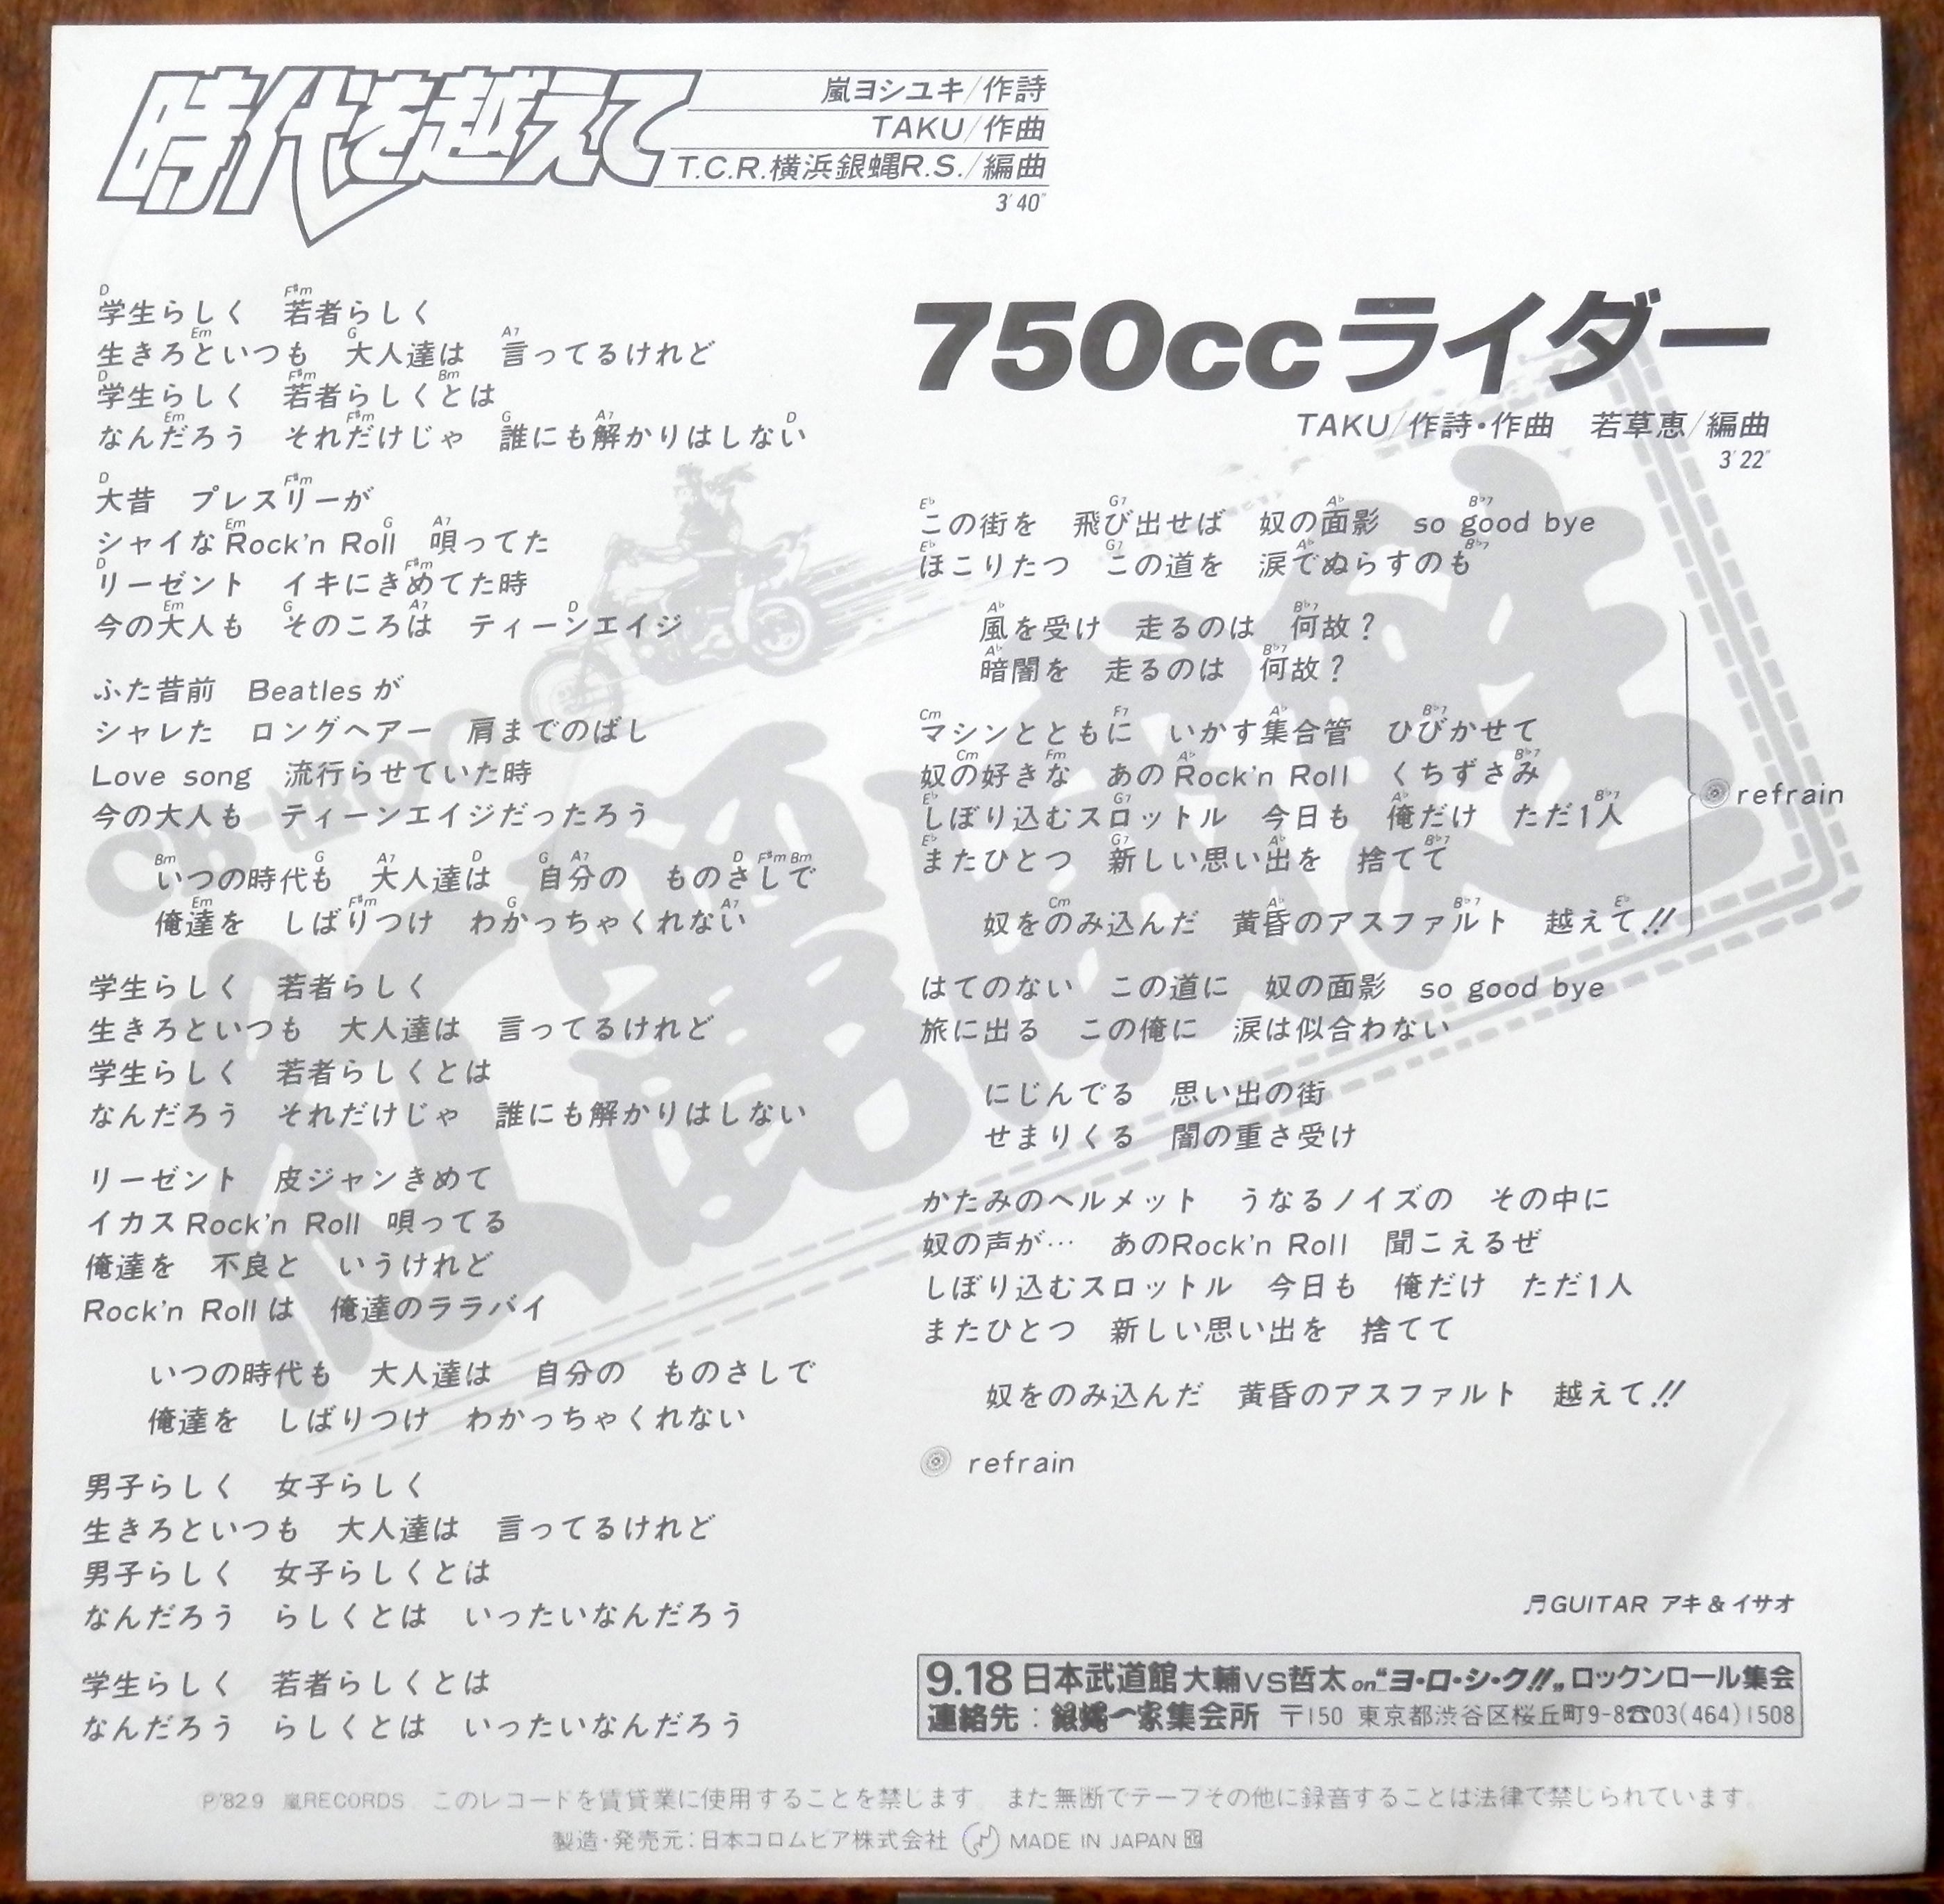 時代を越えて
嵐ヨシユキ/作詩
TAKU/作曲
T.C.R.横浜銀蝿R.S./編曲
3'40"
D F#m
学生らしく 若者らしく
Em G A7
生きろといつも 大人達は 言ってるけれど
D F#m Bm
学生らしく 若者らしくとは
Em F#m G A7 D
なんだろう それだけじゃ 誰にも解かりはしない
D F#m
大昔 プレスリーが
Em G A7
シャイなRock'n Roll 唄ってた
D F#m
リーゼント イキにきめてた時
Em G A7 D
今の大人も そのころは ティーンエイジ
ふた昔前 Beatlesが
シャレた ロングヘアー 肩までのばし
Love song 流行らせていた時
今の大人も ティーンエイジだったろう
Bm G A7 D G A7 D F#m Bm
いつの時代も 大人達は 自分の ものさしで
Em F#m G A7
俺達を しばりつけ わかっちゃくれない
学生らしく 若者らしく
生きろといつも 大人達は 言ってるけれど
学生らしく 若者らしくとは
なんだろう それだけじゃ 誰にも解かりはしない
リーゼント 皮ジャンきめて
イカスRock'n Roll 唄ってる
俺達を 不良と いうけれど
Rock'n Rollは 俺達のララバイ
いつの時代も 大人達は 自分の ものさしで
俺達を しばりつけ わかっちゃくれない
男子らしく 女子らしく
生きろといつも 大人達は 言ってるけれど
男子らしく 女子らしくとは
なんだろう らしくとは いったいなんだろう
学生らしく 若者らしくとは
なんだろう らしくとは いったいなんだろう
750ccライダー
TAKU/作詩・作曲 若草恵/編曲
3'22"
E♭ G7 A♭ B♭7
この街を 飛び出せば 奴の面影 so good bye
E♭ G7 A♭ B♭7
ほこりたつ この道を 涙でぬらすのも
A♭ B♭7
風を受け 走るのは 何故?
A♭ B♭7
暗闇を 走るのは 何故?
Cm F7 A♭ B♭7
マシンとともに いかす集合管 ひびかせて
Cm Fm A♭ B♭7
奴の好きな あのRock'n Roll くちずさみ
E♭ G7 A♭ B♭7
しぼり込むスロットル 今日も 俺だけ ただ1人
E♭ G7 A♭ B♭7
またひとつ 新しい思い出を 捨てて
Cm A♭ B♭7 E♭
奴をのみ込んだ 黄昏のアスファルト 越えて!!
refrain
はてのない この道に 奴の面影 so good bye
旅に出る この俺に 涙は似合わない
にじんでる 思い出の街
せまりくる 闇の重さ受け
かたみのヘルメット うなるノイズの その中に
奴の声が… あのRock'n Roll 聞こえるぜ
しぼり込むスロットル 今日も 俺だけ ただ1人
またひとつ 新しい思い出を 捨てて
奴をのみ込んだ 黄昏のアスファルト 越えて!!
refrain
♬GUITAR アキ&イサオ
9.18日本武道館 大輔VS哲太on“ヨ・ロ・シ・ク!!„ロックンロール集会
連絡先:銀蝿一家集会所 〒150 東京都渋谷区桜丘町9-8☎03(464)1508
Ⓟ'82.9 嵐RECORDS このレコードを賃貸業に使用することを禁じます。また無断でテープその他に録音することは法律で禁じられています。
製造・発売元:日本コロムビア株式会社 MADE IN JAPAN